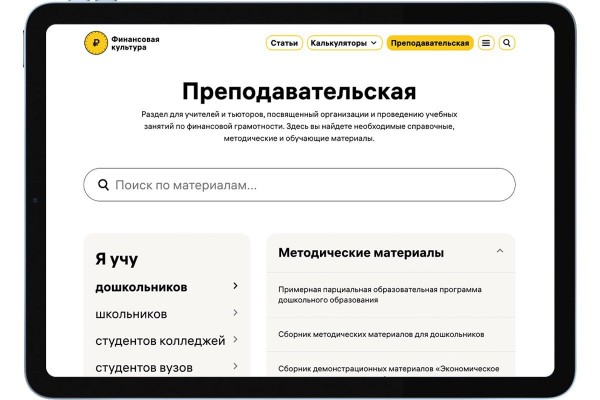 ₽
Финансовая
культура
Статьи
Калькуляторы
Преподавательская
Преподавательская
Раздел для учителей и тьюторов, посвященный организации и проведению учебных
занятий по финансовой грамотности. Здесь вы найдете необходимые справочные,
методические и обучающие материалы.
Поиск по материалам...
Я учу
дошкольников
школьников
студентов колледжей
студентов вузов
Методические материалы
Примерная парциальная образовательная программа
дошкольного образования
Сборник методических материалов для дошкольников
Сборник демонстрационных материалов «Экономическое